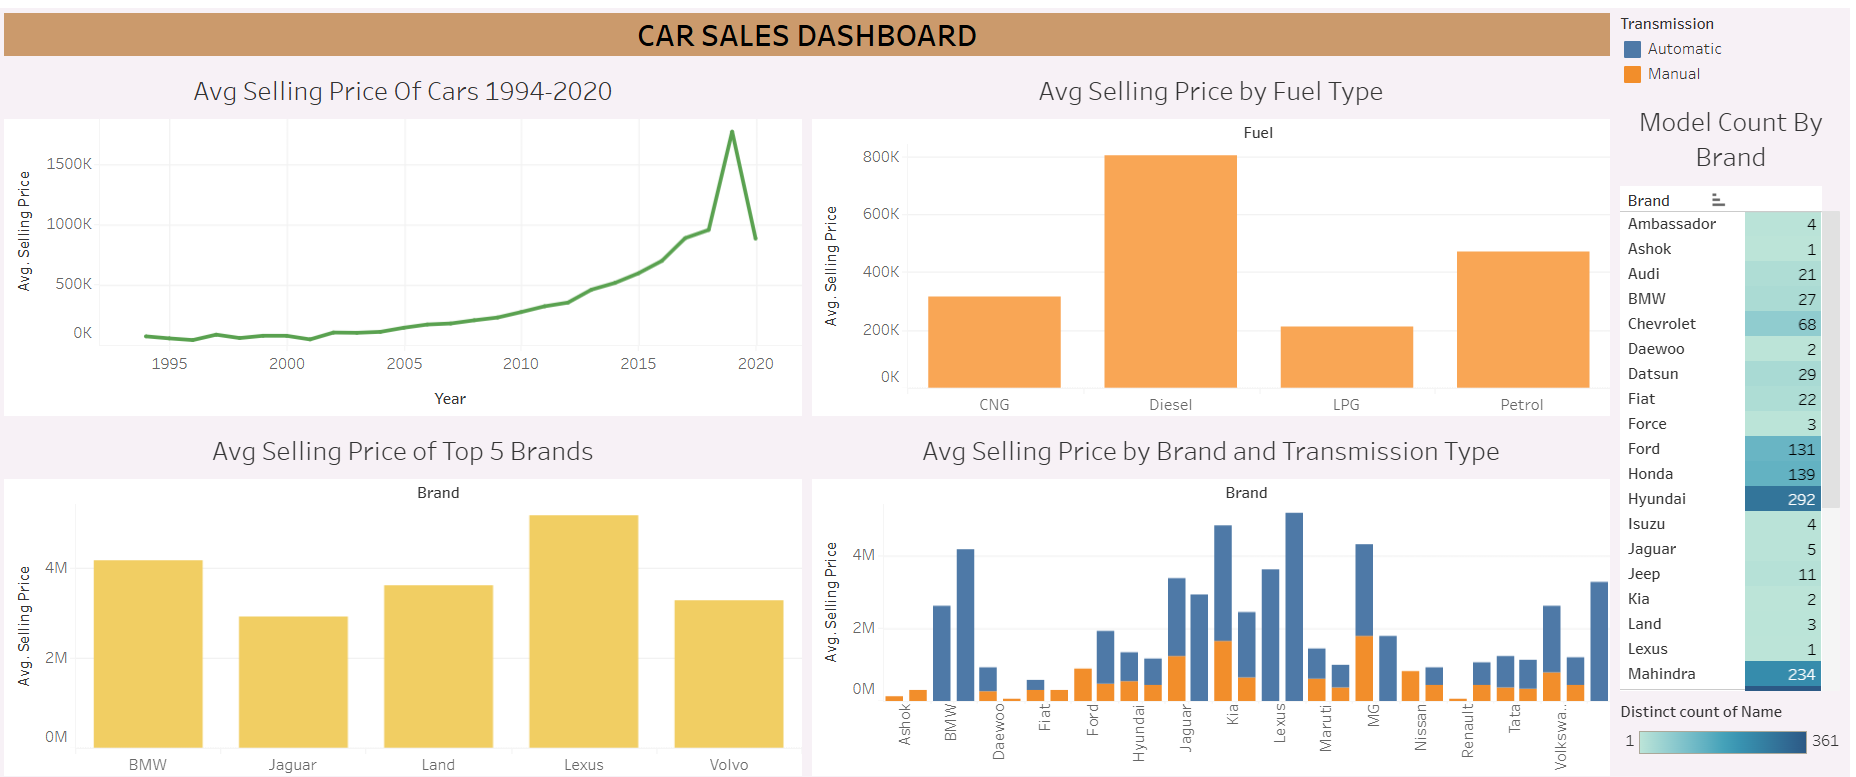 CAR SALES DASHBOARD
Transmission
Automatic
Manual
Avg Selling Price Of Cars 1994-2020
Avg. Selling Price
1500K
1000K
500K
0K
1995 2000 2005 2010 2015 2020
Year
Avg Selling Price by Fuel Type
Fuel
Avg. Selling Price
800K
600K
400K
200K
0K
CNG Diesel LPG Petrol
Model Count By
Brand
Brand
Ambassador 4
Ashok 1
Audi 21
BMW 27
Chevrolet 68
Daewoo 2
Datsun 29
Fiat 22
Force 3
Ford 131
Honda 139
Hyundai 292
Isuzu 4
Jaguar 5
Jeep 11
Kia 2
Land 3
Lexus 1
Mahindra 234
Distinct count of Name
1 361
Avg Selling Price of Top 5 Brands
Brand
Avg. Selling Price
4M
2M
0M
BMW Jaguar Land Lexus Volvo
Avg Selling Price by Brand and Transmission Type
Brand
Avg. Selling Price
4M
2M
0M
Ashok BMW Daewoo Fiat Ford Hyundai Jaguar Kia Lexus Maruti MG Nissan Renault Tata Volkswa..